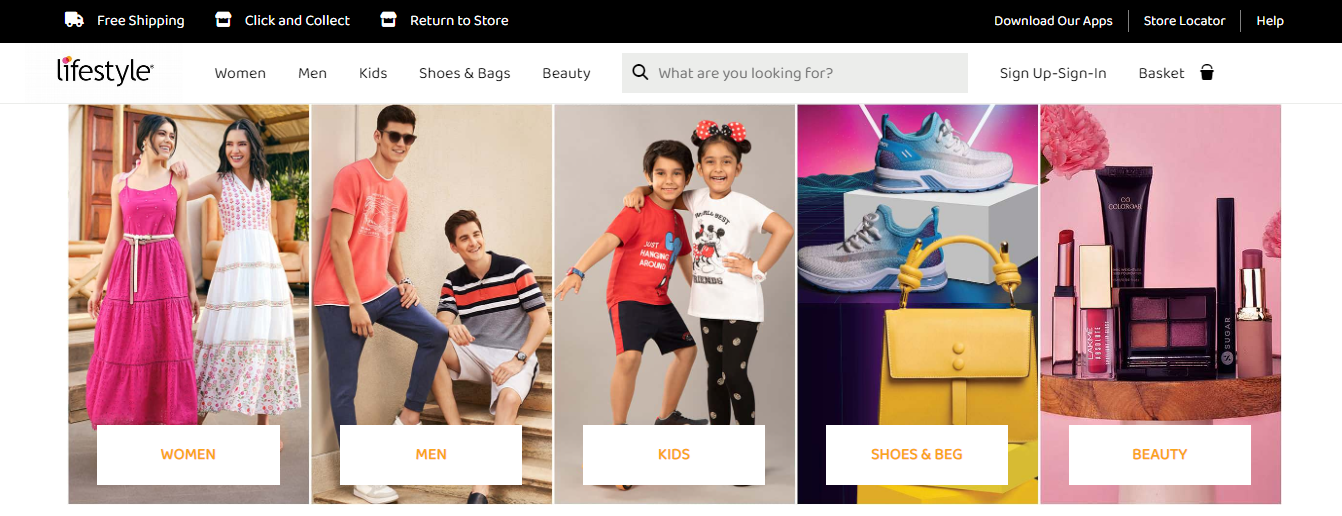 Free Shipping
Click and Collect
Return to Store
Download Our Apps
Store Locator
Help
lifestyle
Women
Men
Kids
Shoes & Bags
Beauty
What are you looking for?
Sign Up-Sign-In
Basket
JUST
HANGING
AROUND
FRIENDS
CG
COLORBAR
LAKMÉ
ABSOLUTE
SUGAR
WOMEN
MEN
KIDS
SHOES & BEG
BEAUTY